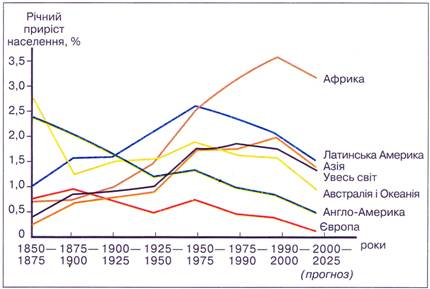 Річний
приріст
населення, %
3,5
3,0
2,5
2,0
1,5
1,0
0,5
0
Африка
Латинська Америка
Азія
Увесь світ
Австралія і Океанія
Англо-Америка
Європа
1850— 1875— 1900— 1925— 1950— 1975— 1990— 2000— роки
1875 1900 1925 1950 1975 1990 2000 2025
(прогноз)